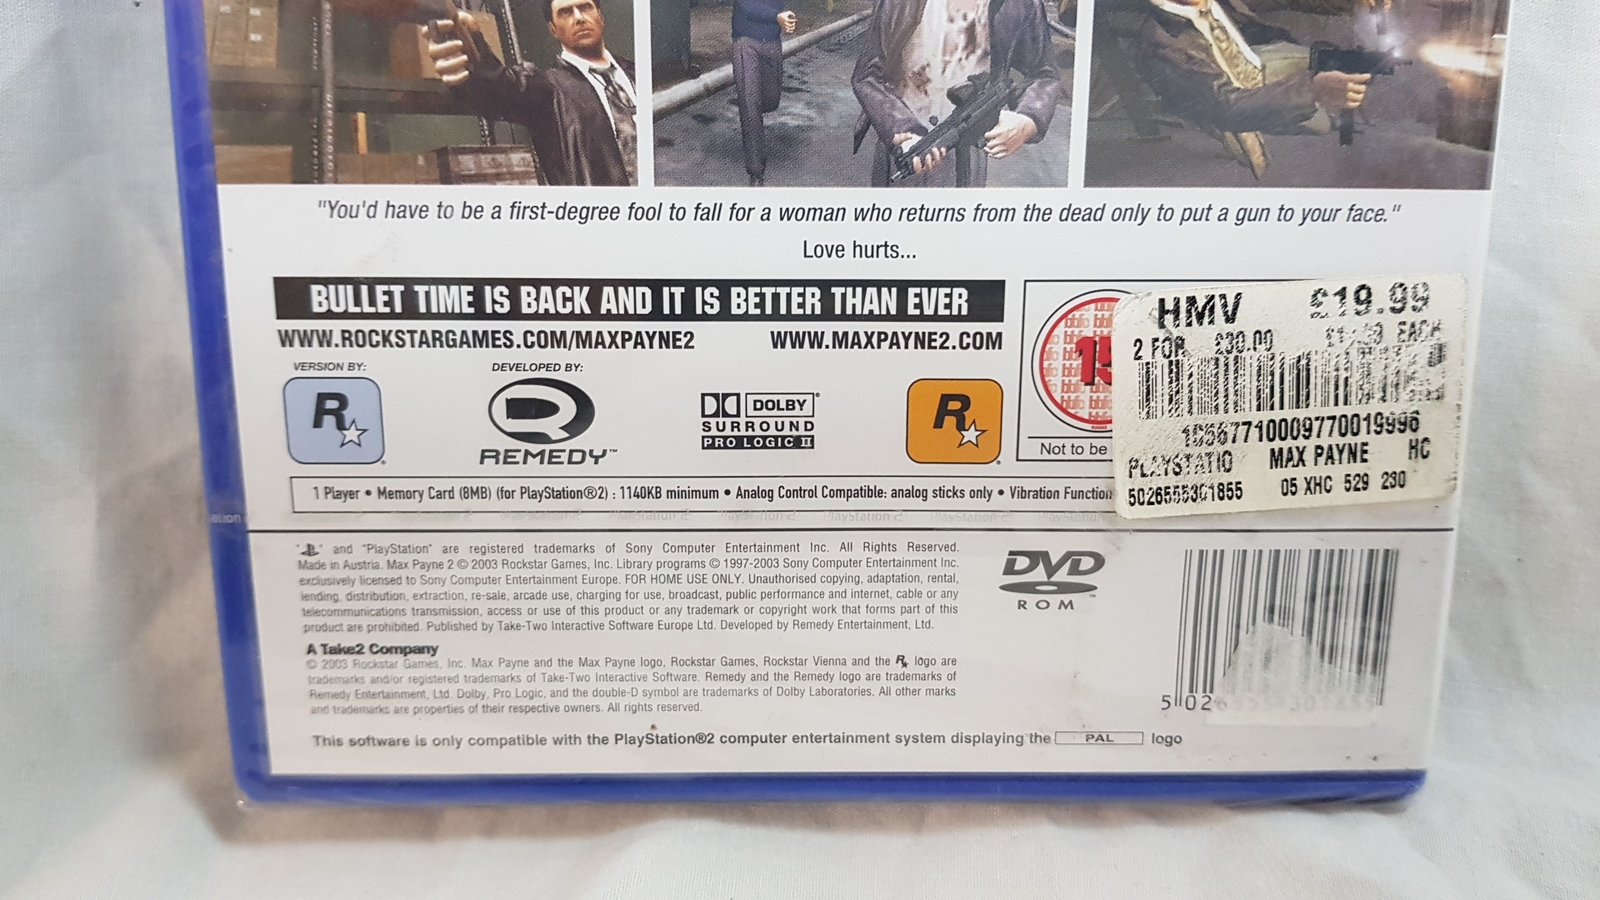 "You'd have to be a first-degree fool to fall for a woman who returns from the dead only to put a gun to your face."
Love hurts...
BULLET TIME IS BACK AND IT IS BETTER THAN EVER
WWW.ROCKSTARGAMES.COM/MAXPAYNE2 WWW.MAXPAYNE2.COM
VERSION BY: DEVELOPED BY:
R
REMEDY™
DOLBY
SURROUND
PRO LOGIC II
R
15
Not to be
HMV £19.99
2 FOR £30.00 EACH
PLAYSTATIO MAX PAYNE HC
5026555301855 05 XHC 529 230
1 Player • Memory Card (8MB) (for PlayStation®2) : 1140KB minimum • Analog Control Compatible: analog sticks only • Vibration Function
" " and "PlayStation" are registered trademarks of Sony Computer Entertainment Inc. All Rights Reserved.
Made in Austria. Max Payne 2 © 2003 Rockstar Games, Inc. Library programs © 1997-2003 Sony Computer Entertainment Inc.
exclusively licensed to Sony Computer Entertainment Europe. FOR HOME USE ONLY. Unauthorised copying, adaptation, rental,
lending, distribution, extraction, re-sale, arcade use, charging for use, broadcast, public performance and internet, cable or any
telecommunications transmission, access or use of this product or any trademark or copyright work that forms part of this
product are prohibited. Published by Take-Two Interactive Software Europe Ltd. Developed by Remedy Entertainment, Ltd.
DVD
ROM
A Take2 Company
© 2003 Rockstar Games, Inc. Max Payne and the Max Payne logo, Rockstar Games, Rockstar Vienna and the R logo are
trademarks and/or registered trademarks of Take-Two Interactive Software. Remedy and the Remedy logo are trademarks of
Remedy Entertainment, Ltd. Dolby, Pro Logic, and the double-D symbol are trademarks of Dolby Laboratories. All other marks
and trademarks are properties of their respective owners. All rights reserved.
This software is only compatible with the PlayStation®2 computer entertainment system displaying the PAL logo